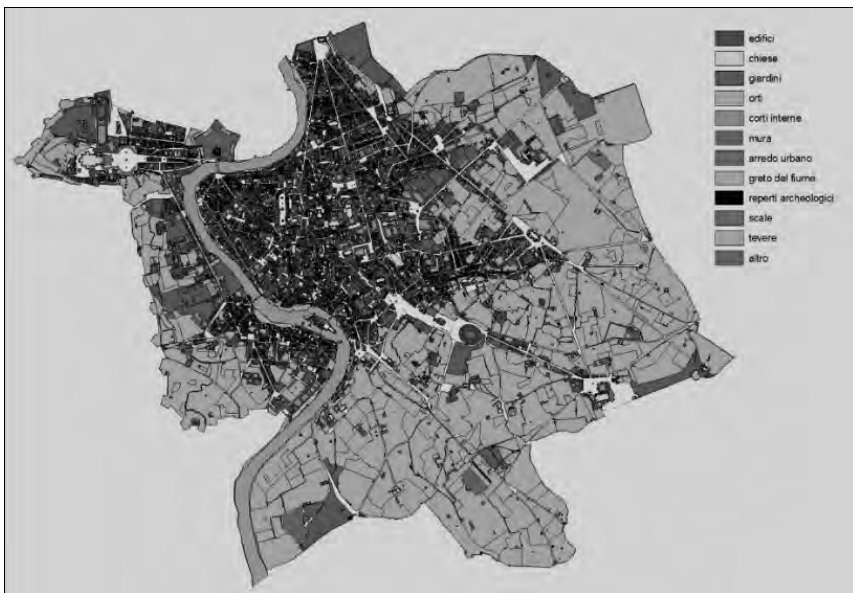 edifici
chiese
giardini
orti
corti interne
mura
arredo urbano
greto del fiume
reperti archeologici
scale
tevere
altro